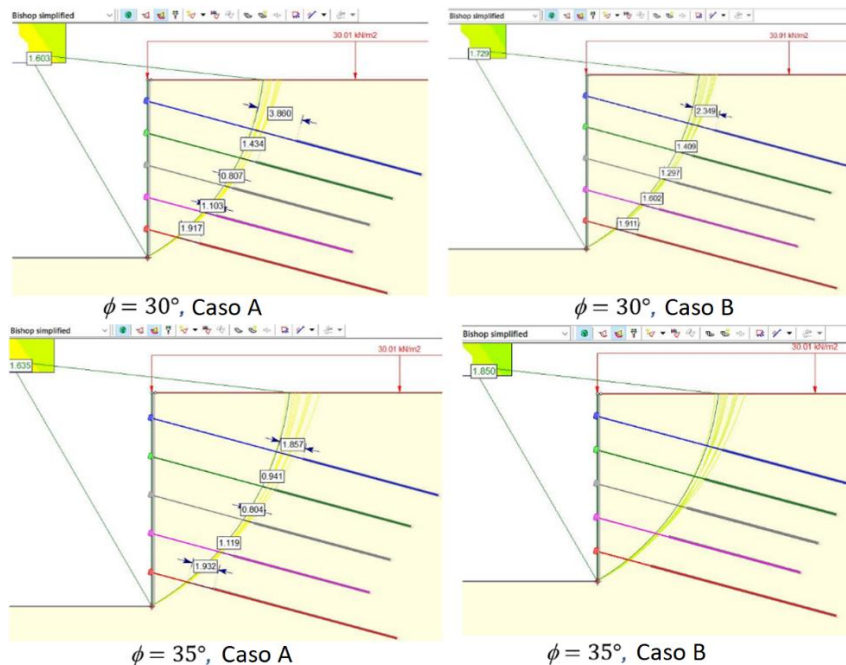 Bishop simplified
30.01 kN/m2
1.603
3.860
1.434
0.807
1.103
1.917
ϕ = 30°, Caso A
Bishop simplified
30.01 kN/m2
1.729
2.349
1.409
1.297
1.602
1.911
ϕ = 30°, Caso B
Bishop simplified
30.01 kN/m2
1.635
1.857
0.941
0.804
1.119
1.932
ϕ = 35°, Caso A
Bishop simplified
30.01 kN/m2
1.850
ϕ = 35°, Caso B